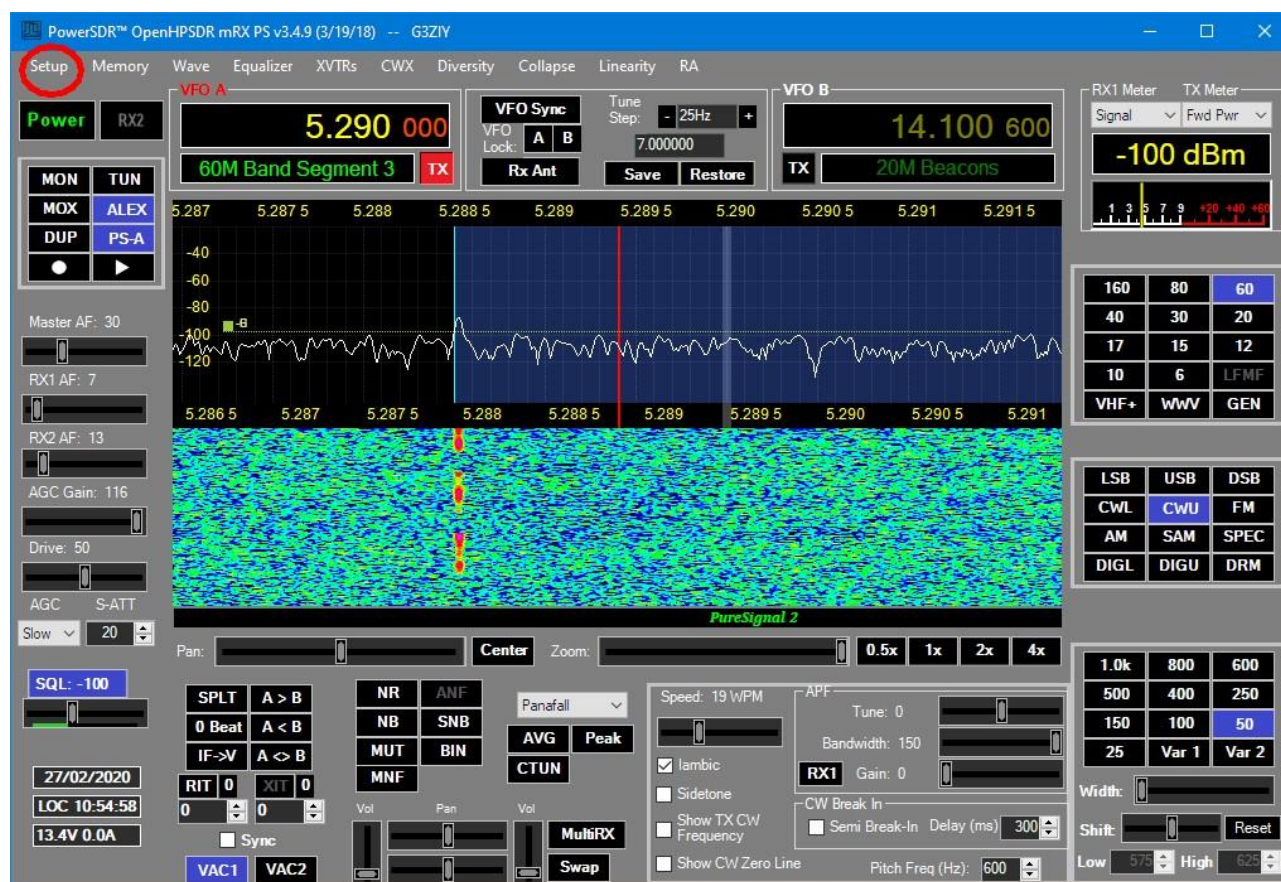 PowerSDR™ OpenHPSDR mRX PS v3.4.9 (3/19/18) -- G3ZIY
Setup Memory Wave Equalizer XVTRs CWX Diversity Collapse Linearity RA
Power RX2
MON TUN
MOX ALEX
DUP PS-A
VFO A
5.290 000
60M Band Segment 3 TX
VFO Sync
VFO Lock: A B
Rx Ant
Tune Step: - 25Hz +
7.000000
Save Restore
VFO B
14.100 600
TX 20M Beacons
RX1 Meter TX Meter
Signal Fwd Pwr
-100 dBm
1 3 5 7 9 +20 +40 +60
5.287 5.287 5 5.288 5.288 5 5.289 5.289 5 5.290 5.290 5 5.291 5.291 5
-40
-60
-80
-100
-120
-G
5.286 5 5.287 5.287 5 5.288 5.288 5 5.289 5.289 5 5.290 5.290 5 5.291
PureSignal 2
Master AF: 30
RX1 AF: 7
RX2 AF: 13
AGC Gain: 116
Drive: 50
AGC S-ATT
Slow 20
SQL: -100
27/02/2020
LOC 10:54:58
13.4V 0.0A
160 80 60
40 30 20
17 15 12
10 6 LFMF
VHF+ WWV GEN
LSB USB DSB
CWL CWU FM
AM SAM SPEC
DIGL DIGU DRM
Pan: Center Zoom: 0.5x 1x 2x 4x
SPLT A > B
0 Beat A < B
IF->V A <> B
RIT 0 XIT 0
0 0
Sync
VAC1 VAC2
NR ANF
NB SNB
MUT BIN
MNF
Panafall
AVG Peak
CTUN
Vol Pan Vol
MultiRX
Swap
Speed: 19 WPM
Iambic
Sidetone
Show TX CW Frequency
Show CW Zero Line
APF
Tune: 0
Bandwidth: 150
RX1 Gain: 0
CW Break In
Semi Break-In Delay (ms) 300
Pitch Freq (Hz): 600
1.0k 800 600
500 400 250
150 100 50
25 Var 1 Var 2
Width:
Shift: Reset
Low 575 High 625